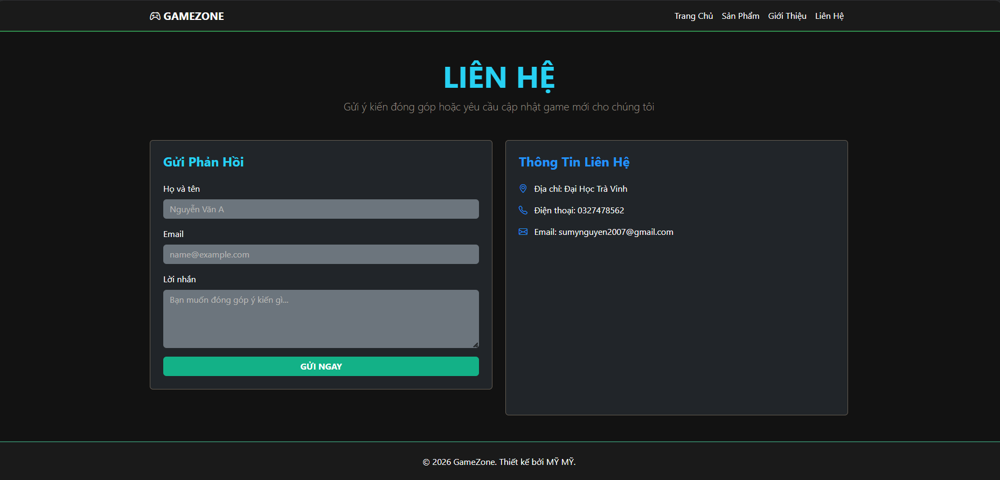 GAMEZONE
Trang Chủ Sản Phẩm Giới Thiệu Liên Hệ
LIÊN HỆ
Gửi ý kiến đóng góp hoặc yêu cầu cập nhật game mới cho chúng tôi
Gửi Phản Hồi
Họ và tên
Nguyễn Văn A
Email
name@example.com
Lời nhắn
Bạn muốn đóng góp ý kiến gì...
GỬI NGAY
Thông Tin Liên Hệ
Địa chỉ: Đại Học Trà Vinh
Điện thoại: 0327478562
Email: sumynguyen2007@gmail.com
© 2026 GameZone. Thiết kế bởi MỸ MỸ.